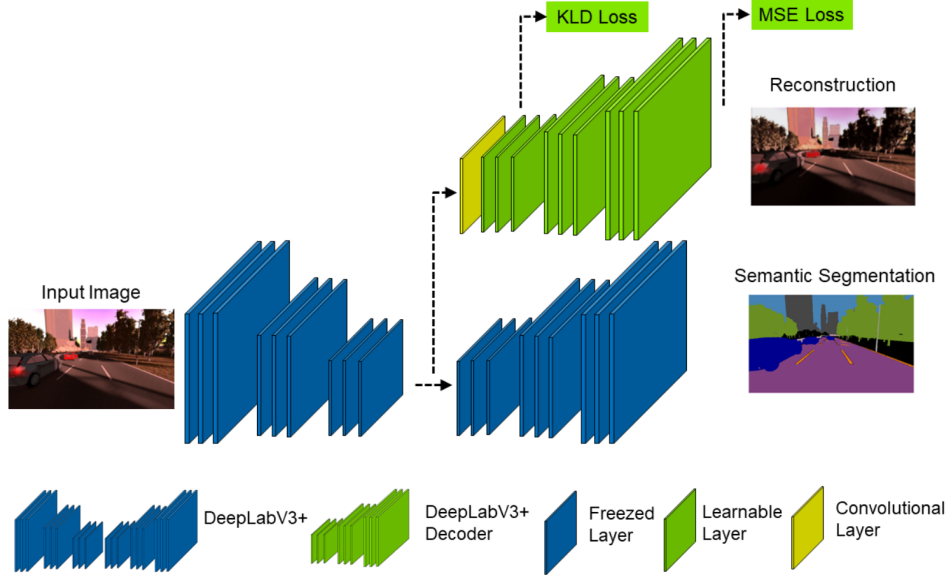 KLD Loss
MSE Loss
Reconstruction
Input Image
Semantic Segmentation
DeepLabV3+
DeepLabV3+
Decoder
Freezed
Layer
Learnable
Layer
Convolutional
Layer